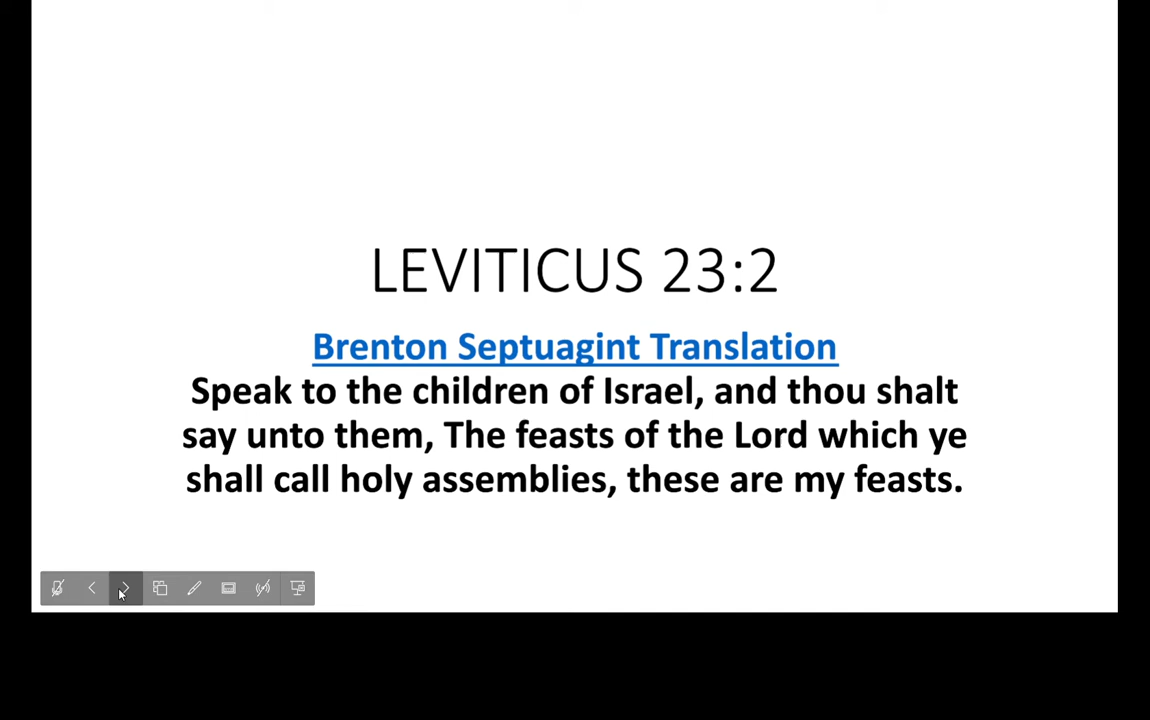 LEVITICUS 23:2
Brenton Septuagint Translation
Speak to the children of Israel, and thou shalt
say unto them, The feasts of the Lord which ye
shall call holy assemblies, these are my feasts.